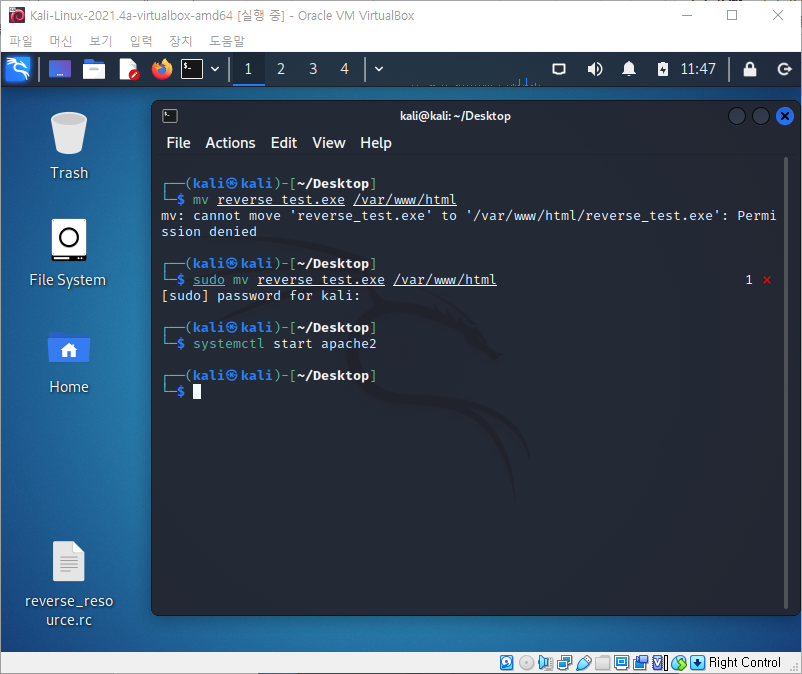 Kali-Linux-2021.4a-virtualbox-amd64 [실행 중] - Oracle VM VirtualBox
파일 머신 보기 입력 장치 도움말
1 2 3 4 11:47
Trash
File System
Home
reverse_reso
urce.rc
kali@kali: ~/Desktop
File Actions Edit View Help
┌──(kali㉿kali)-[~/Desktop]
└─$ mv reverse_test.exe /var/www/html
mv: cannot move 'reverse_test.exe' to '/var/www/html/reverse_test.exe': Permi
ssion denied
┌──(kali㉿kali)-[~/Desktop]
└─$ sudo mv reverse_test.exe /var/www/html 1 ⨯
[sudo] password for kali:
┌──(kali㉿kali)-[~/Desktop]
└─$ systemctl start apache2
┌──(kali㉿kali)-[~/Desktop]
└─$
Right Control